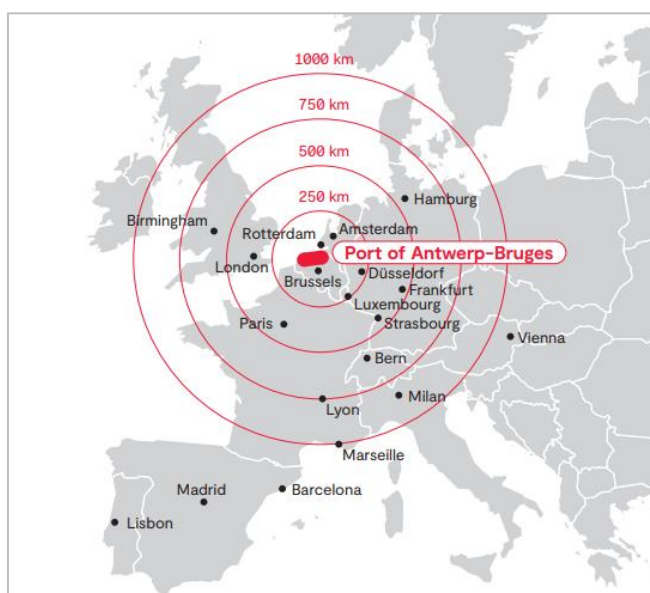 1000 km
750 km
500 km
250 km
Hamburg
Birmingham
Rotterdam
Amsterdam
Port of Antwerp-Bruges
London
Brussels
Düsseldorf
Frankfurt
Luxembourg
Paris
Strasbourg
Vienna
Bern
Lyon
Milan
Marseille
Madrid
Barcelona
Lisbon